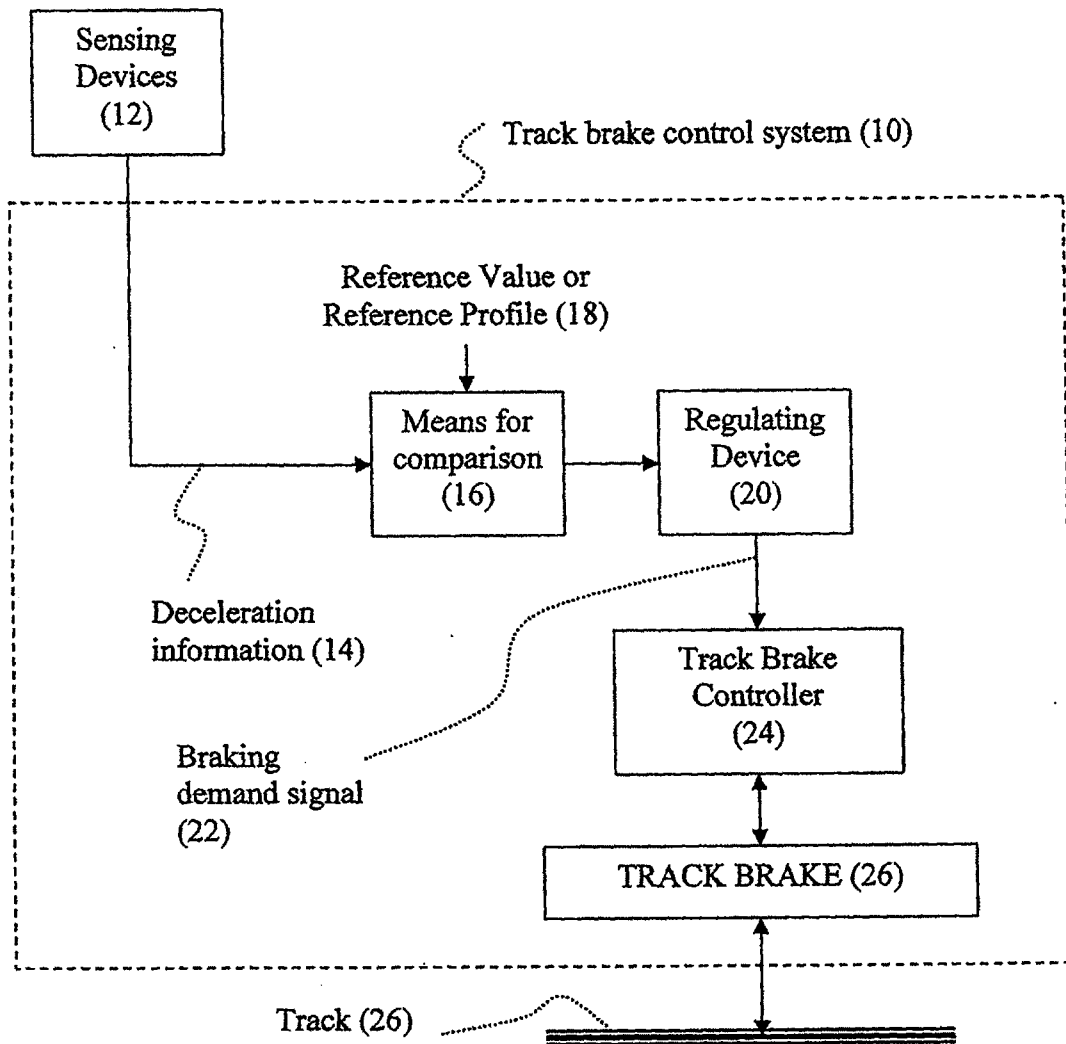 Sensing
Devices
(12)
Track brake control system (10)
Reference Value or
Reference Profile (18)
Means for
comparison
(16)
Regulating
Device
(20)
Deceleration
information (14)
Track Brake
Controller
(24)
Braking
demand signal
(22)
TRACK BRAKE (26)
Track (26)